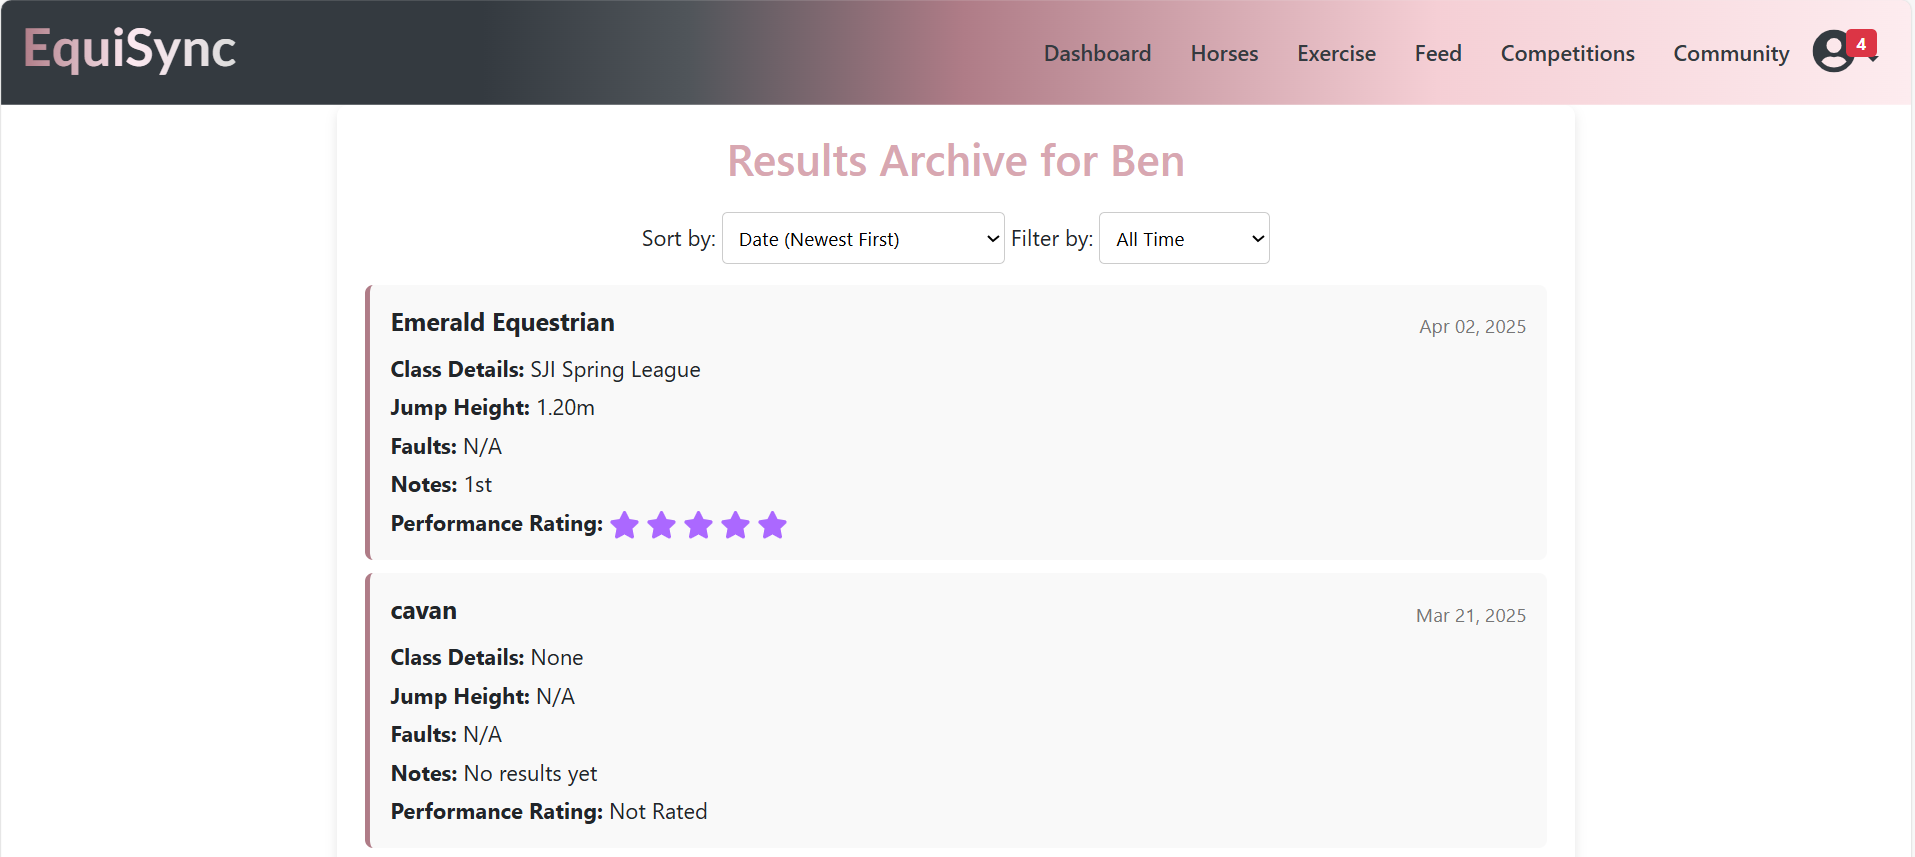 EquiSync
Dashboard Horses Exercise Feed Competitions Community 4
Results Archive for Ben
Sort by: Date (Newest First) Filter by: All Time
Emerald Equestrian Apr 02, 2025
Class Details: SJI Spring League
Jump Height: 1.20m
Faults: N/A
Notes: 1st
Performance Rating:
cavan Mar 21, 2025
Class Details: None
Jump Height: N/A
Faults: N/A
Notes: No results yet
Performance Rating: Not Rated